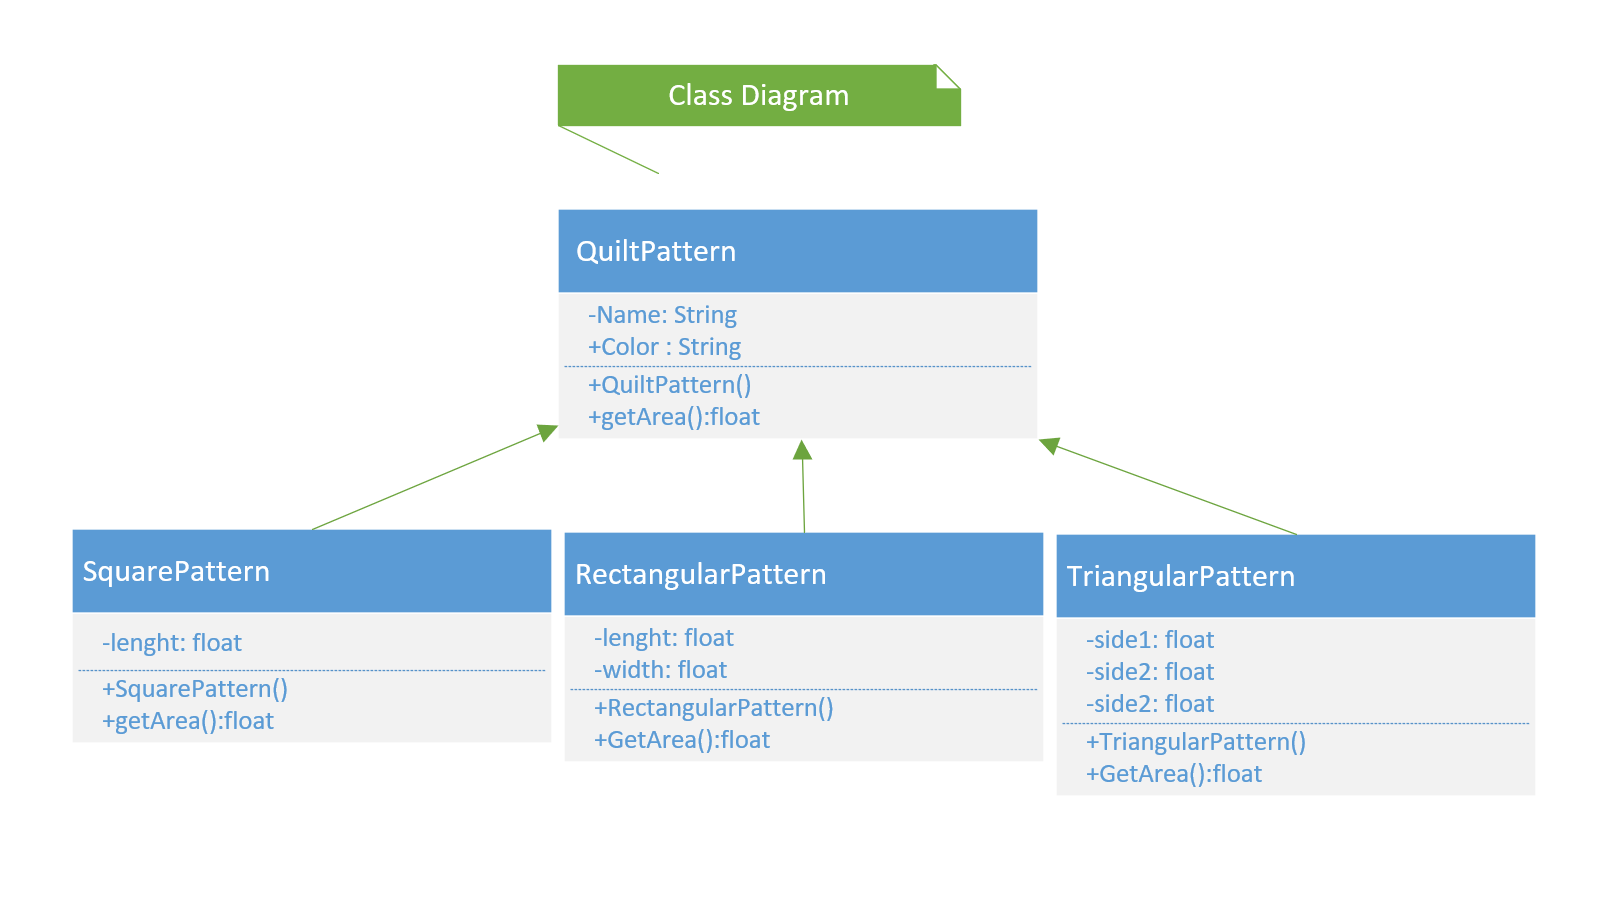 Class Diagram
QuiltPattern
-Name: String
+Color : String
+QuiltPattern()
+getArea():float
SquarePattern
-lenght: float
+SquarePattern()
+getArea():float
RectangularPattern
-lenght: float
-width: float
+RectangularPattern()
+GetArea():float
TriangularPattern
-side1: float
-side2: float
-side2: float
+TriangularPattern()
+GetArea():float